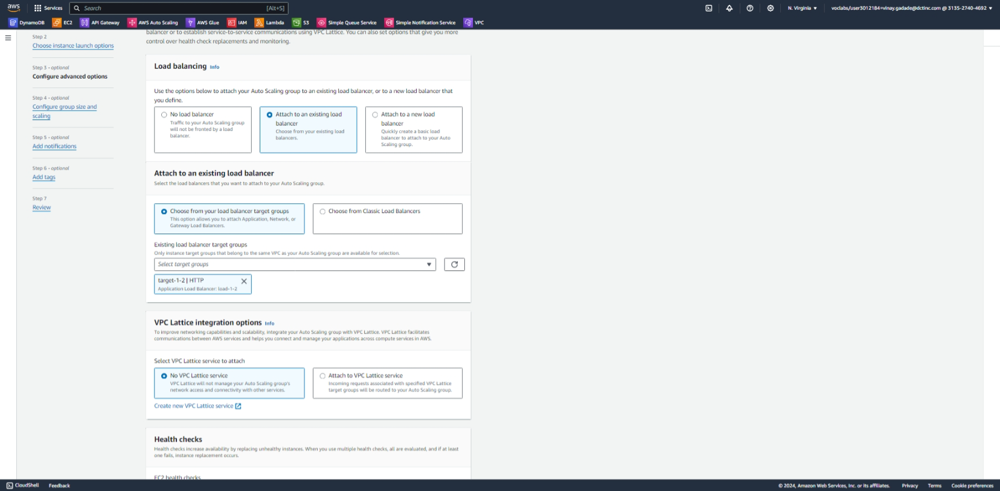 aws
Services
Search
[Alt+S]
N. Virginia
voclabs/user3012184=vinay.gadade@dctinc.com @ 3135-2740-4692
DynamoDB
EC2
API Gateway
AWS Auto Scaling
AWS Glue
IAM
Lambda
S3
Simple Queue Service
Simple Notification Service
VPC
Step 2
Choose instance launch options
Step 3 - optional
Configure advanced options
Step 4 - optional
Configure group size and
scaling
Step 5 - optional
Add notifications
Step 6 - optional
Add tags
Step 7
Review
balancer or to establish service-to-service communications using VPC Lattice. You can also set options that give you more
control over health check replacements and monitoring.
Load balancing Info
Use the options below to attach your Auto Scaling group to an existing load balancer, or to a new load balancer that
you define.
No load balancer
Traffic to your Auto Scaling group
will not be fronted by a load
balancer.
Attach to an existing load
balancer
Choose from your existing load
balancers.
Attach to a new load
balancer
Quickly create a basic load
balancer to attach to your Auto
Scaling group.
Attach to an existing load balancer
Select the load balancers that you want to attach to your Auto Scaling group.
Choose from your load balancer target groups
This option allows you to attach Application, Network, or
Gateway Load Balancers.
Choose from Classic Load Balancers
Existing load balancer target groups
Only instance target groups that belong to the same VPC as your Auto Scaling group are available for selection.
Select target groups
target-1-2 | HTTP
Application Load Balancer: load-1-2
VPC Lattice integration options Info
To improve networking capabilities and scalability, integrate your Auto Scaling group with VPC Lattice. VPC Lattice facilitates
communications between AWS services and helps you connect and manage your applications across compute services in AWS.
Select VPC Lattice service to attach
No VPC Lattice service
VPC Lattice will not manage your Auto Scaling group's
network access and connectivity with other services.
Attach to VPC Lattice service
Incoming requests associated with specified VPC Lattice
target groups will be routed to your Auto Scaling group.
Create new VPC Lattice service
Health checks
Health checks increase availability by replacing unhealthy instances. When you use multiple health checks, all are evaluated, and if at least
one fails, instance replacement occurs.
EC2 health checks
CloudShell
Feedback
© 2024, Amazon Web Services, Inc. or its affiliates.
Privacy
Terms
Cookie preferences